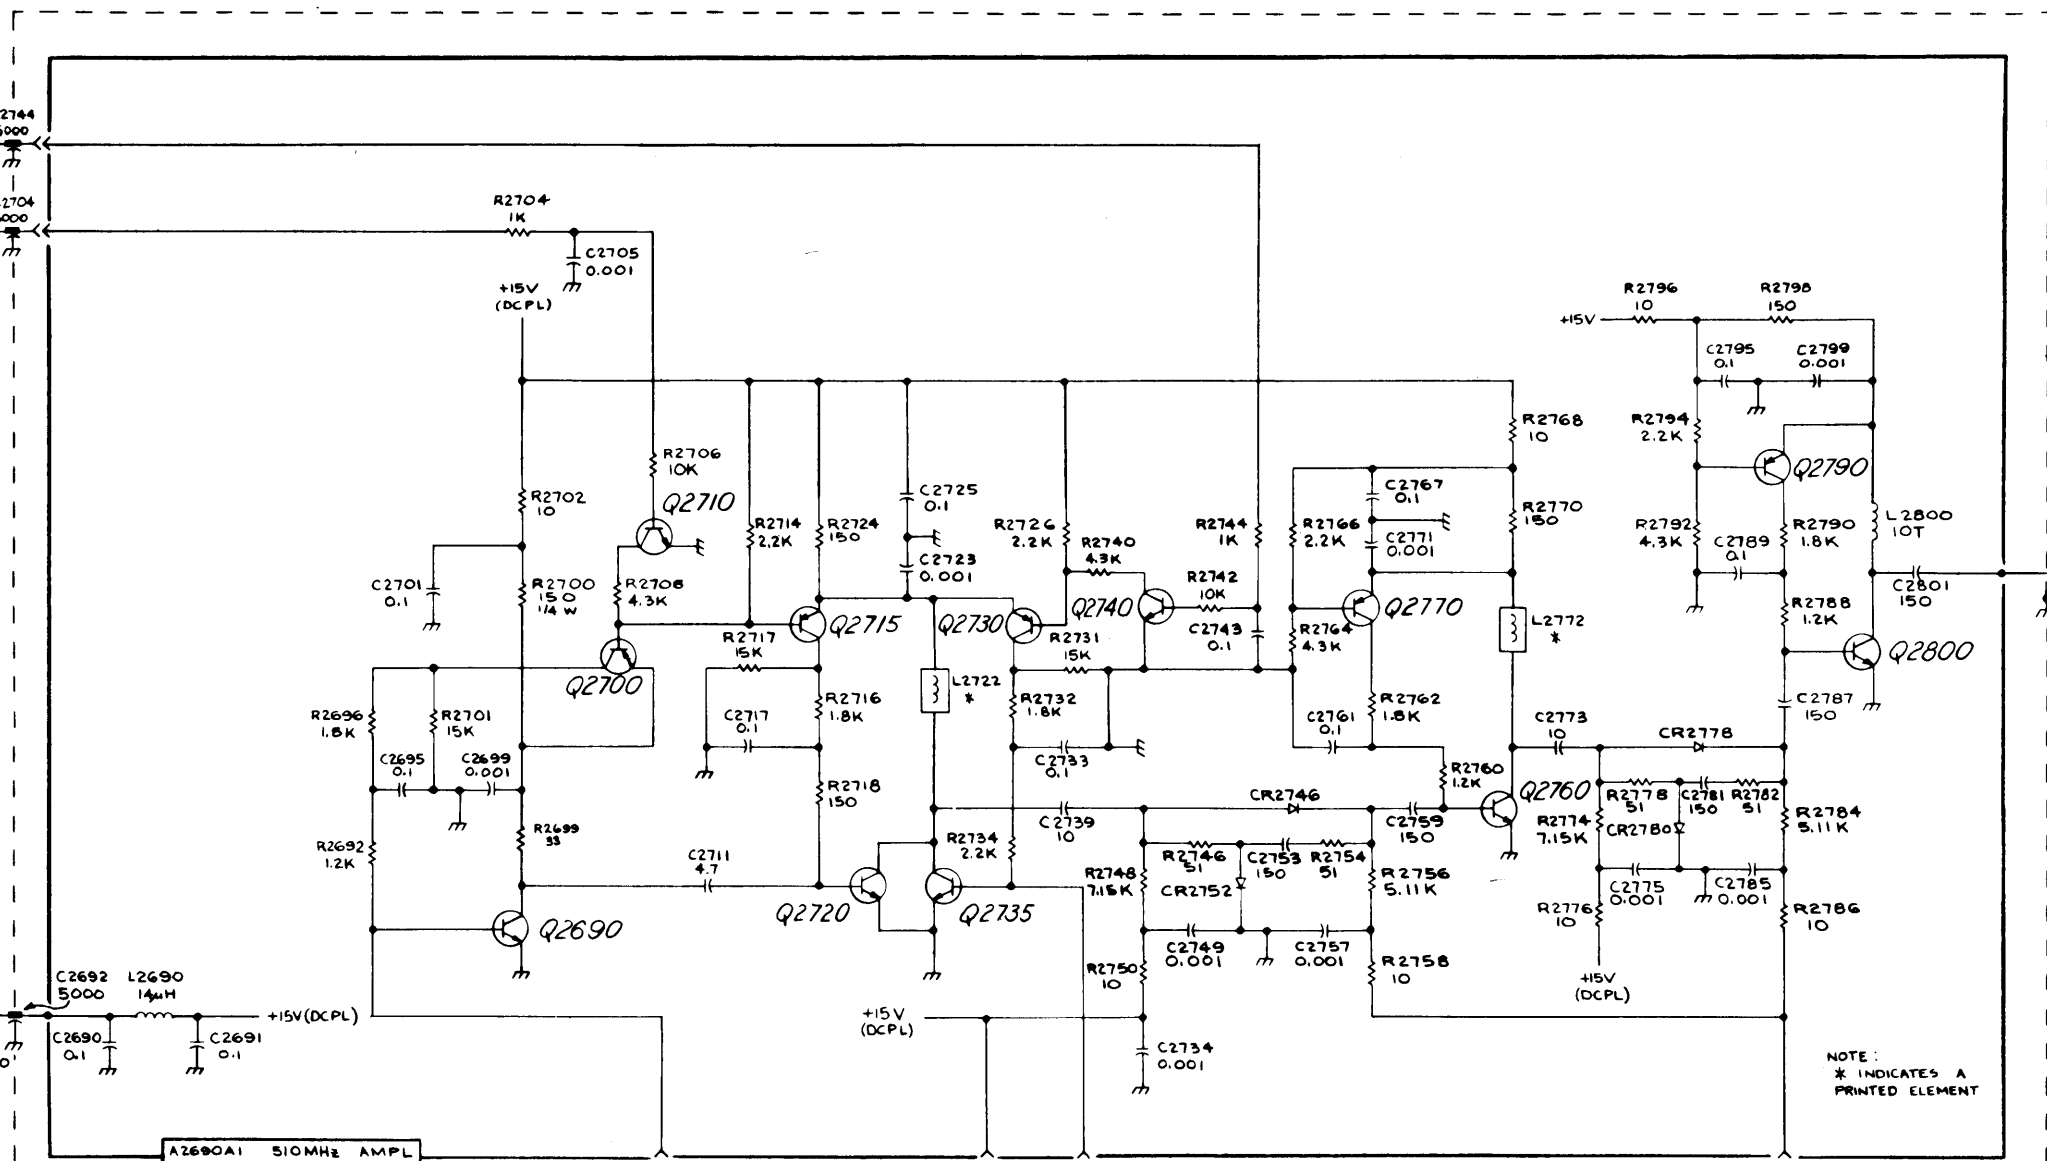 2744
5000
2704
5000
R2704
1K
C2705
0.001
+15V
(DCPL)
R2796
10
R2798
150
+15V
C2795
0.1
C2799
0.001
R2794
2.2K
Q2790
R2768
10
R2706
10K
Q2710
R2702
10
C2725
0.1
C2767
0.1
R2714
2.2K
R2724
150
R2726
2.2K
R2740
4.3K
R2744
1K
R2766
2.2K
C2771
0.001
R2770
150
R2792
4.3K
C2789
0.1
R2790
1.8K
L2800
10T
C2701
0.1
R2700
150
1/4 W
R2708
4.3K
C2723
0.001
R2742
10K
C2801
150
Q2715
Q2730
Q2740
Q2770
R2788
1.2K
R2717
15K
R2731
15K
C2743
0.1
R2764
4.3K
L2772
*
Q2800
Q2700
L2722
*
R2696
1.8K
R2701
15K
R2716
1.8K
R2732
1.8K
R2762
1.8K
C2787
150
C2717
0.1
C2761
0.1
C2773
10
CR2778
C2695
0.1
C2699
0.001
C2733
0.1
R2760
1.2K
R2718
150
CR2746
Q2760
R2778
51
C2781
150
R2782
51
R2784
5.11K
R2774
7.15K
CR2780
R2692
1.2K
R2699
33
C2739
10
C2759
150
R2734
2.2K
C2711
4.7
R2746
51
C2753
150
R2754
51
R2748
7.15K
CR2752
R2756
5.11K
C2775
0.001
C2785
0.001
R2776
10
R2786
10
Q2720
Q2735
Q2690
C2749
0.001
C2757
0.001
R2750
10
R2758
10
+15V
(DCPL)
C2692
5000
L2690
14μH
+15V(DCPL)
C2690
0.1
C2691
0.1
+15V
(DCPL)
C2734
0.001
NOTE:
* INDICATES A
PRINTED ELEMENT
A2690A1 510MHz AMPL